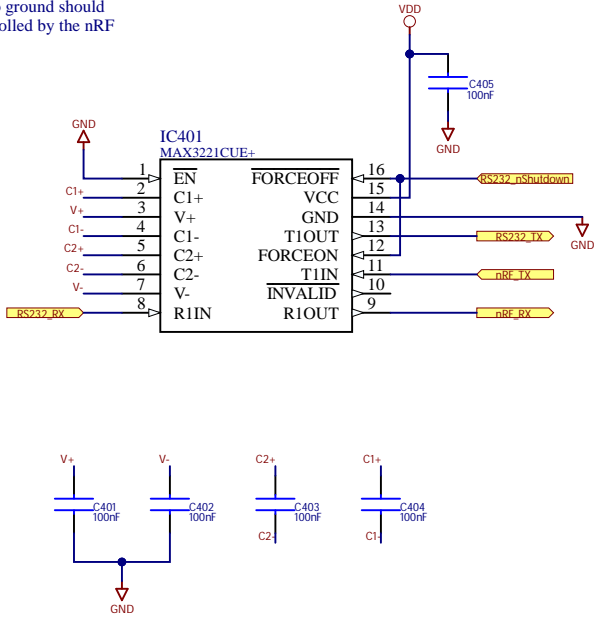 ground should
olled by the nRF
VDD
C405
100nF
GND
GND
IC401
MAX3221CUE+
1 EN FORCEOFF 16 RS232_nShutdown
C1+ 2 C1+ VCC 15
V+ 3 V+ GND 14
C1- 4 C1- T1OUT 13 RS232_TX
GND
C2+ 5 C2+ FORCEON 12
C2- 6 C2- T1IN 11 nRF_TX
V- 7 V- INVALID 10
RS232_RX 8 R1IN R1OUT 9 nRF_RX
V+ V- C2+ C1+
C401 C402 C403 C404
100nF 100nF 100nF 100nF
C2- C1-
GND